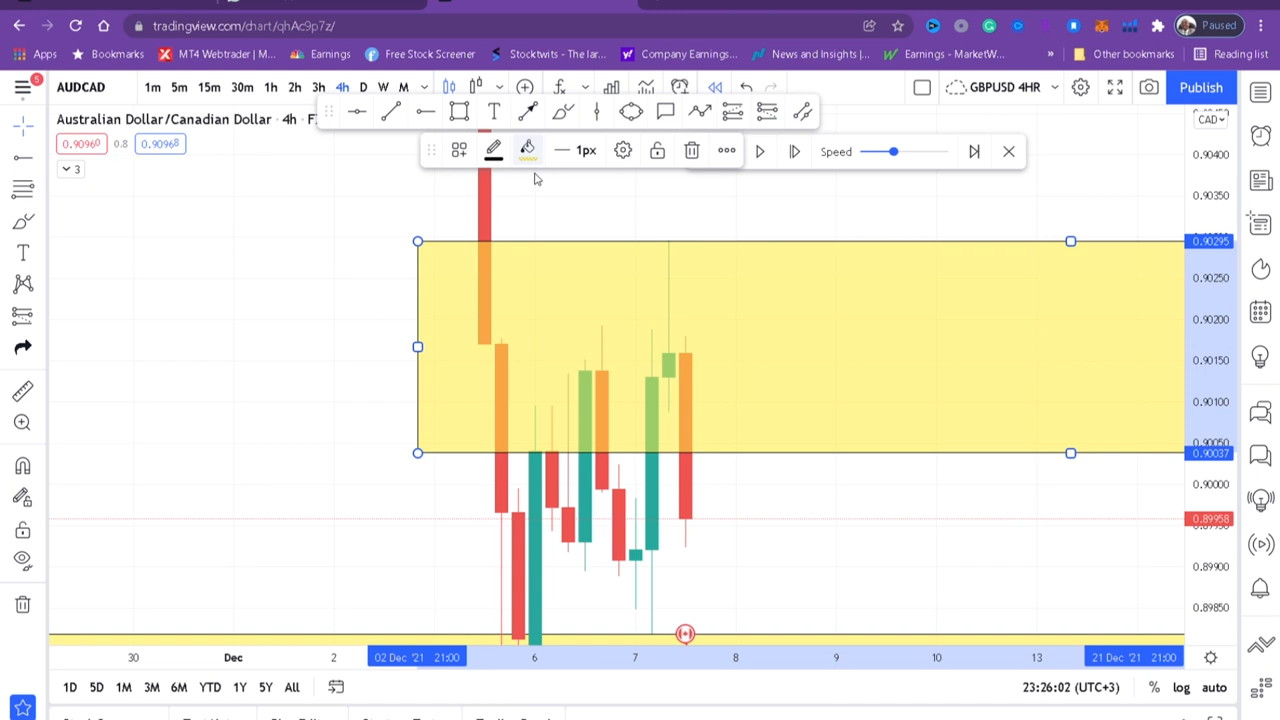 tradingview.com/chart/qhAc9p7z/
Paused
Apps
Bookmarks
MT4 Webtrader | M...
Earnings
Free Stock Screener
Stocktwits - The lar...
Company Earnings...
News and Insights |...
Earnings - MarketW...
»
Other bookmarks
Reading list
5
AUDCAD
1m 5m 15m 30m 1h 2h 3h 4h D W M
GBPUSD 4HR
Publish
Australian Dollar/Canadian Dollar · 4h · F
CAD
0.90960 0.8 0.90968
3
1px
Speed
0.90400
0.90350
0.90295
0.90250
0.90200
0.90150
0.90100
0.90050
0.90037
0.90000
0.89958
0.89900
0.89850
30 Dec 2 02 Dec '21 21:00 6 7 8 9 10 13 21 Dec '21 21:00
1D 5D 1M 3M 6M YTD 1Y 5Y All
23:26:02 (UTC+3) % log auto